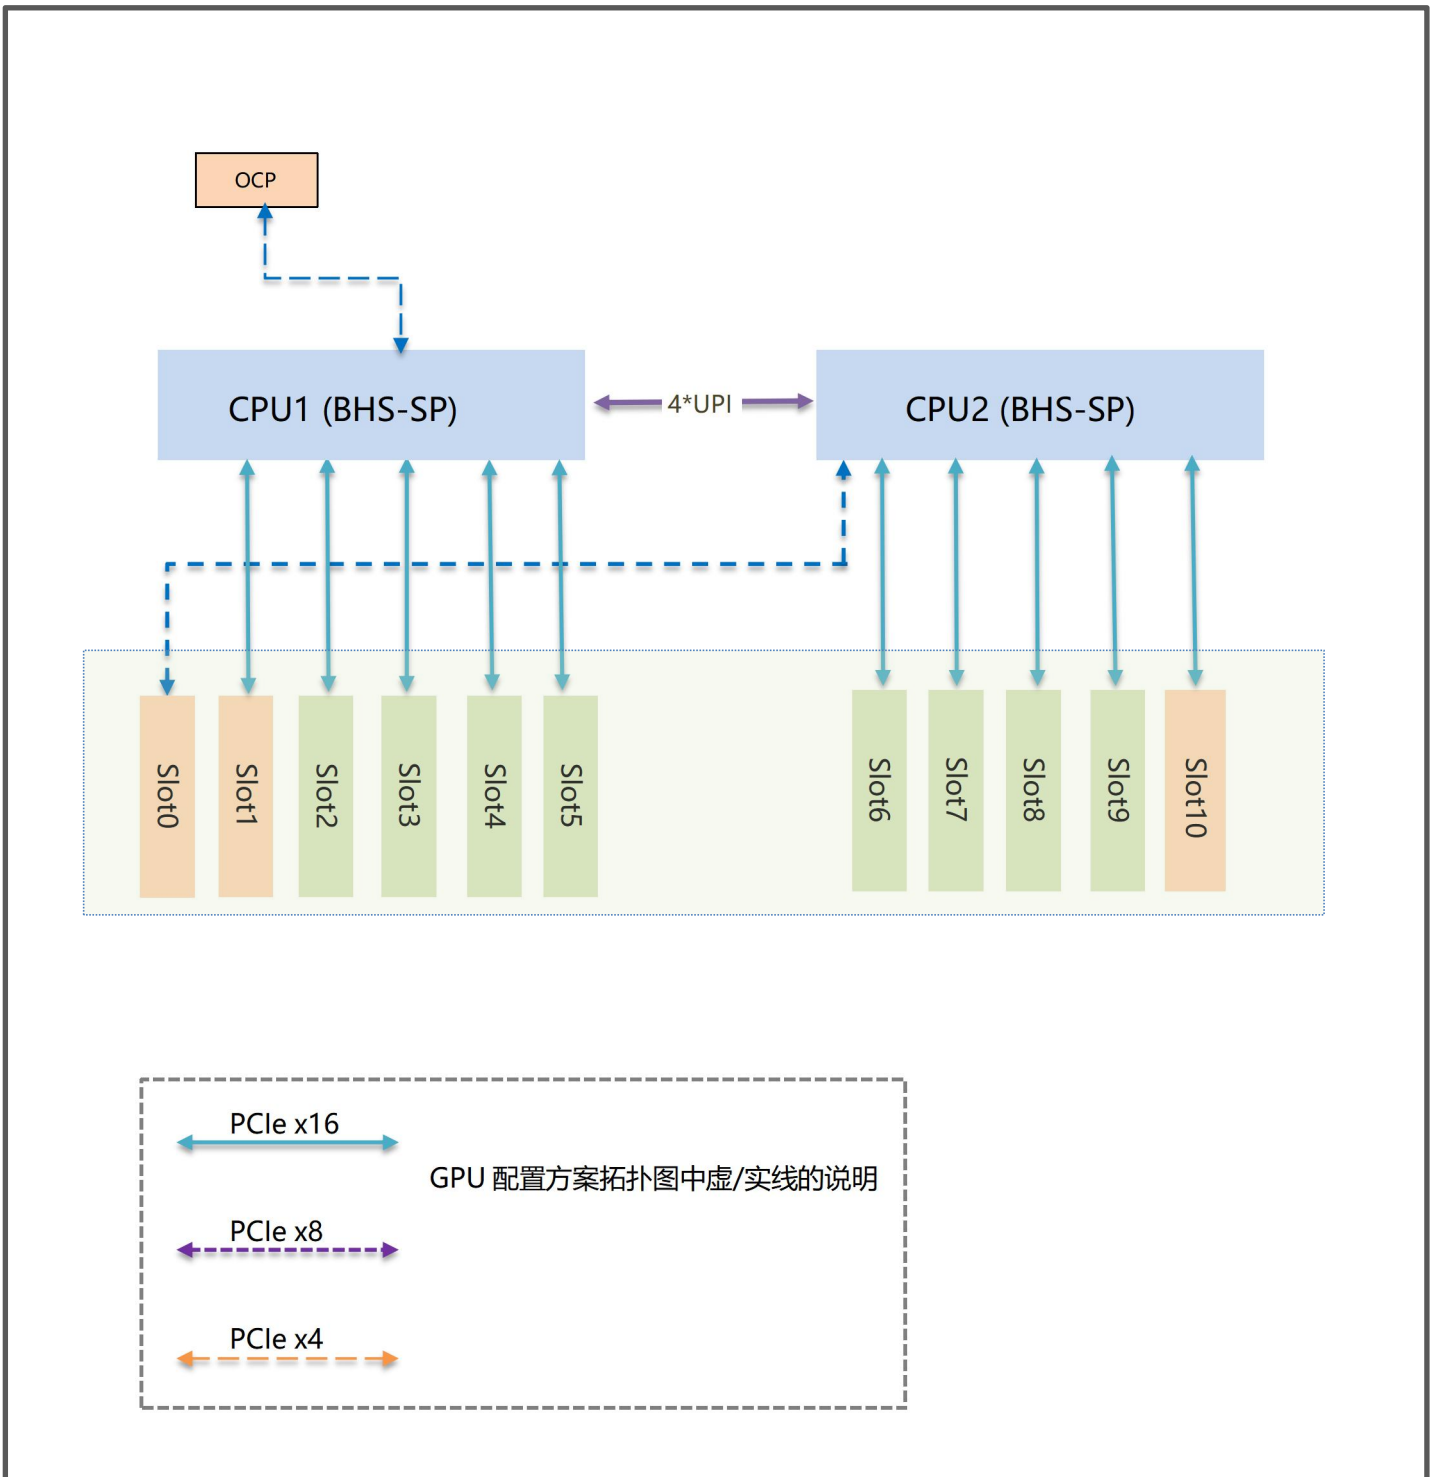 OCP
CPU1 (BHS-SP)
4*UPI
CPU2 (BHS-SP)
Slot0
Slot1
Slot2
Slot3
Slot4
Slot5
Slot6
Slot7
Slot8
Slot9
Slot10
PCIe x16
GPU 配置方案拓扑图中虚/实线的说明
PCIe x8
PCIe x4